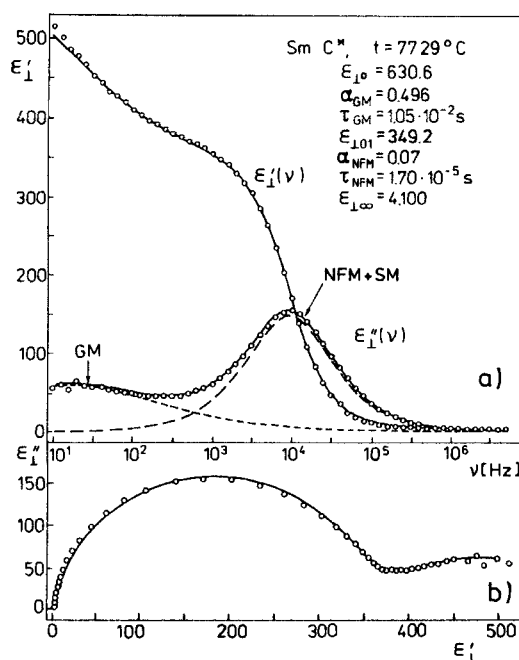 ε⊥′
500
400
300
200
150
100
50
0
Sm C*, t = 77.29 °C
ε⊥0 = 630.6
αGM = 0.496
τGM = 1.05·10⁻² s
ε⊥01 = 349.2
αNFM = 0.07
τNFM = 1.70·10⁻⁵ s
ε⊥∞ = 4.100
ε⊥′(ν)
NFM+SM
ε⊥″(ν)
GM
a)
10¹ 10² 10³ 10⁴ 10⁵ 10⁶
ν[Hz]
ε⊥″
150
100
50
0
b)
0 100 200 300 400 500
ε⊥′